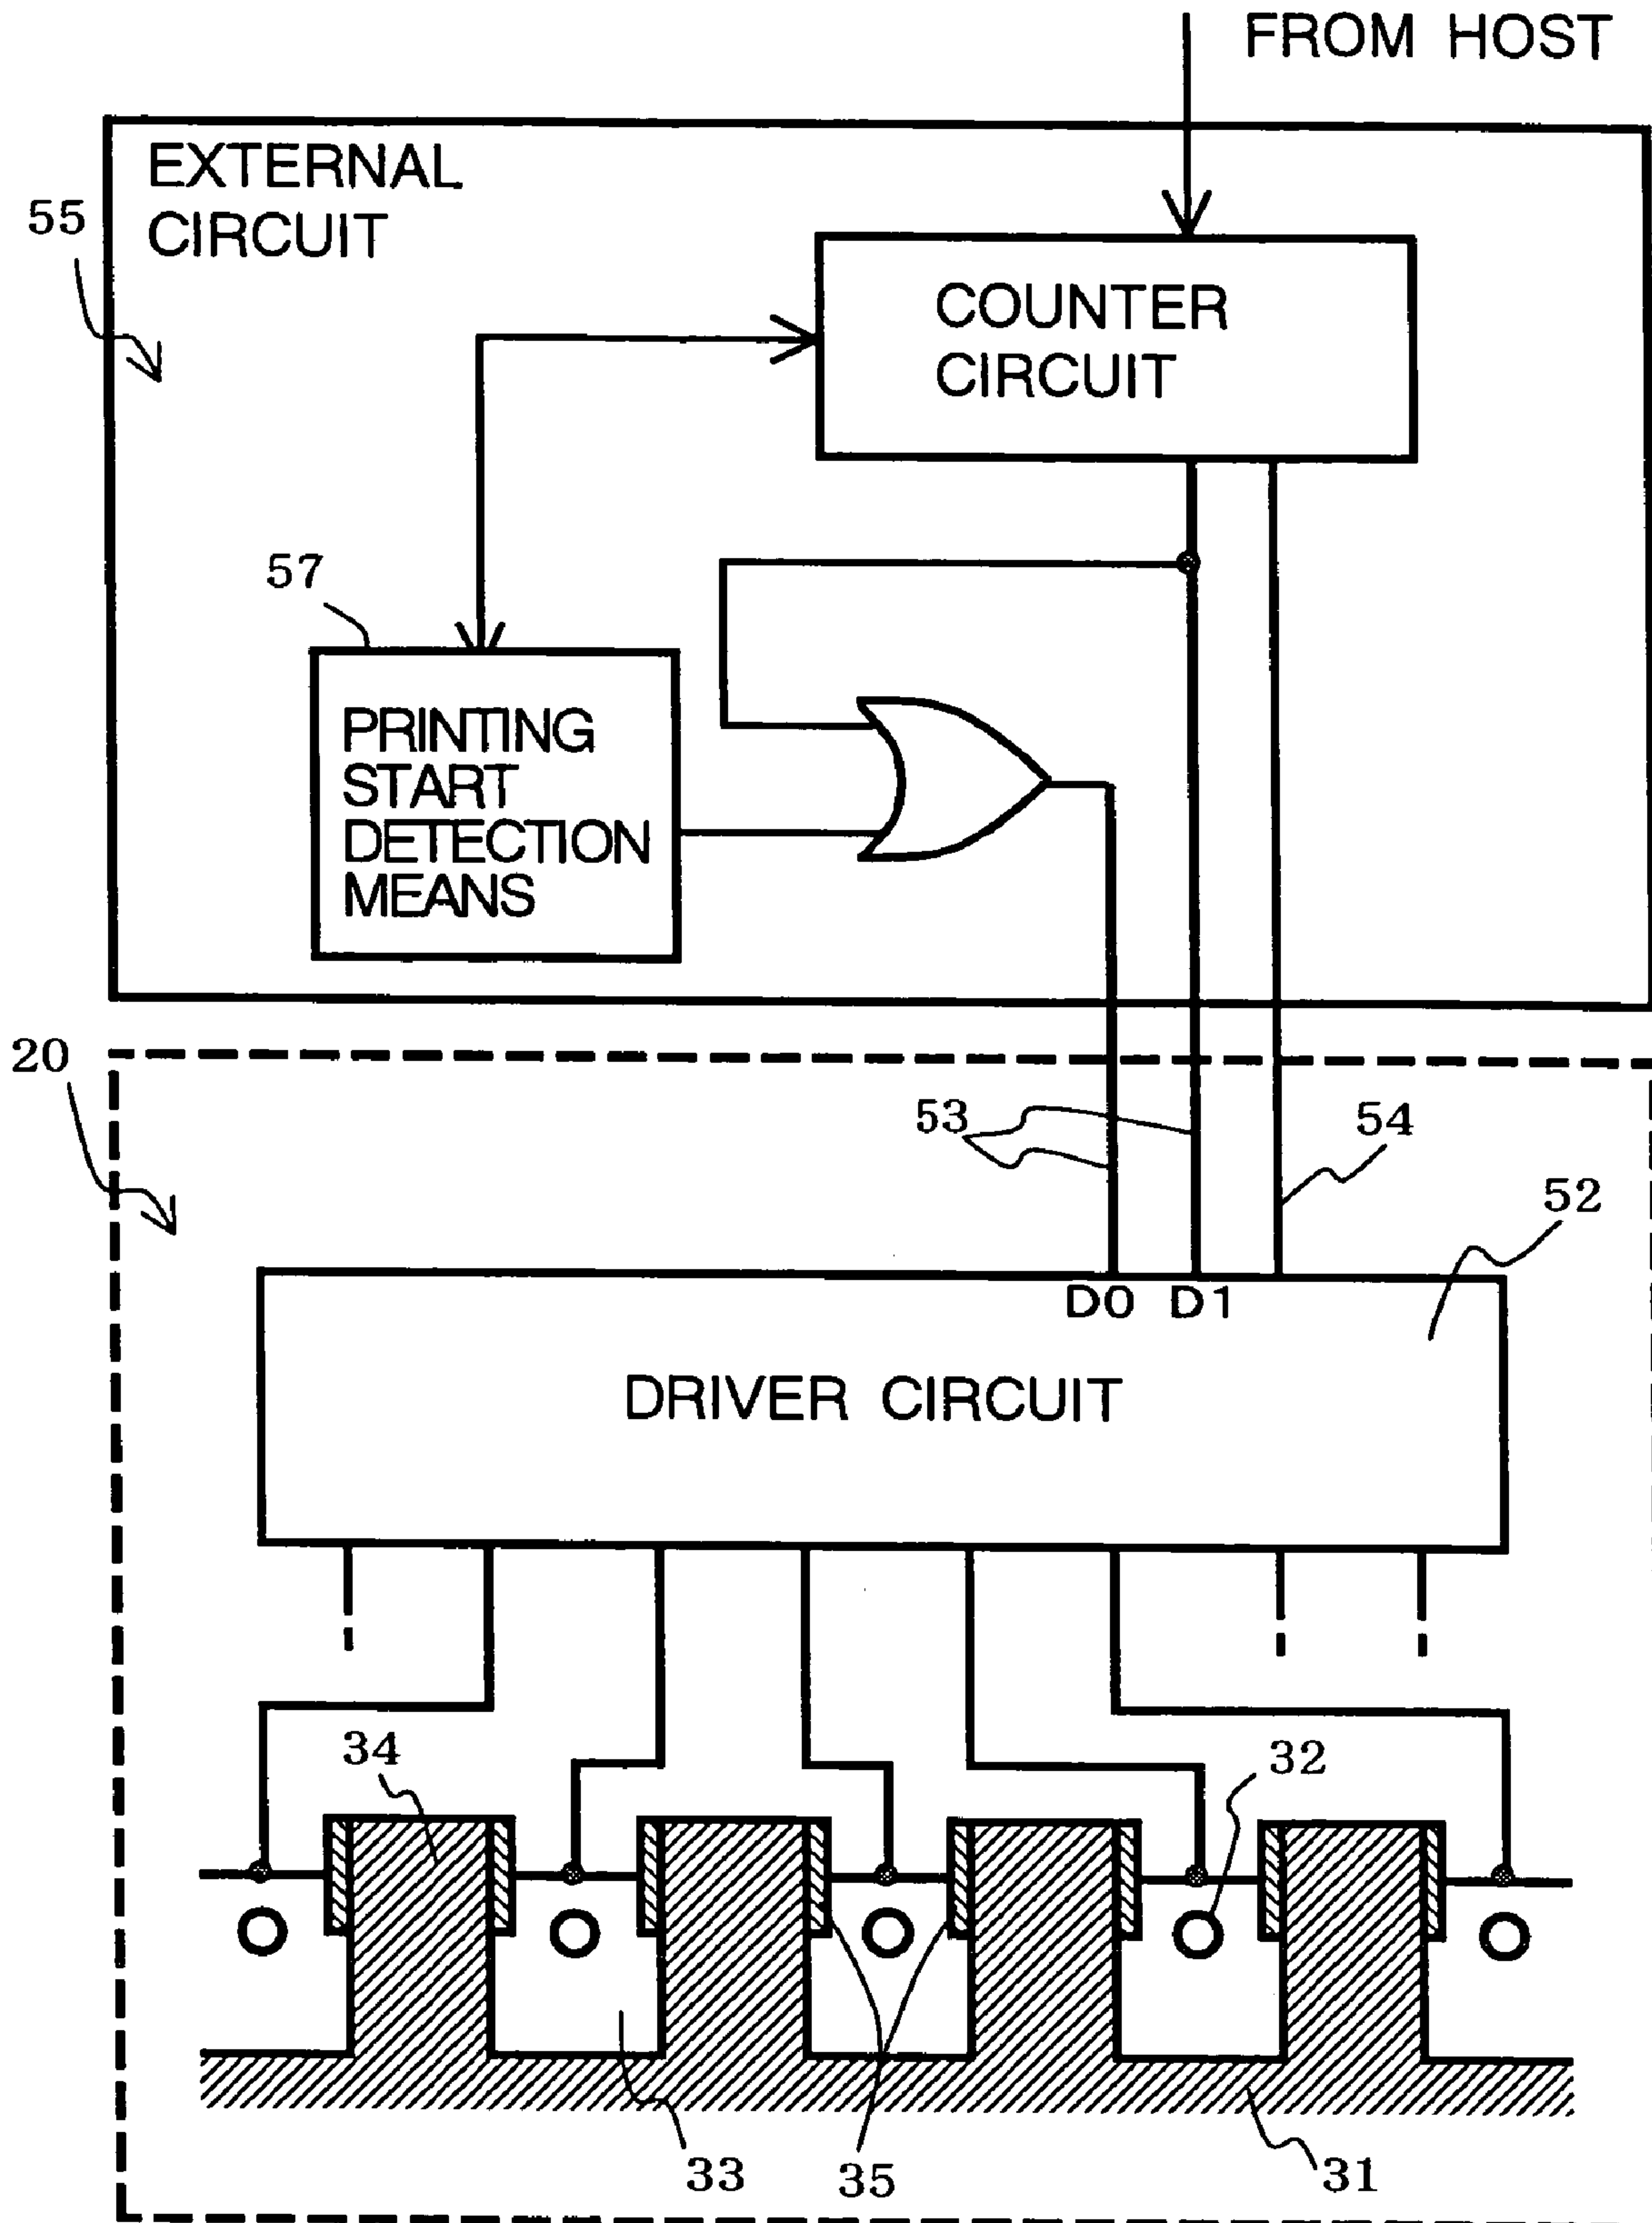 FROM HOST
EXTERNAL
CIRCUIT
55
COUNTER
CIRCUIT
57
PRINTING
START
DETECTION
MEANS
20
53
54
52
D0 D1
DRIVER CIRCUIT
34
32
33
35
31